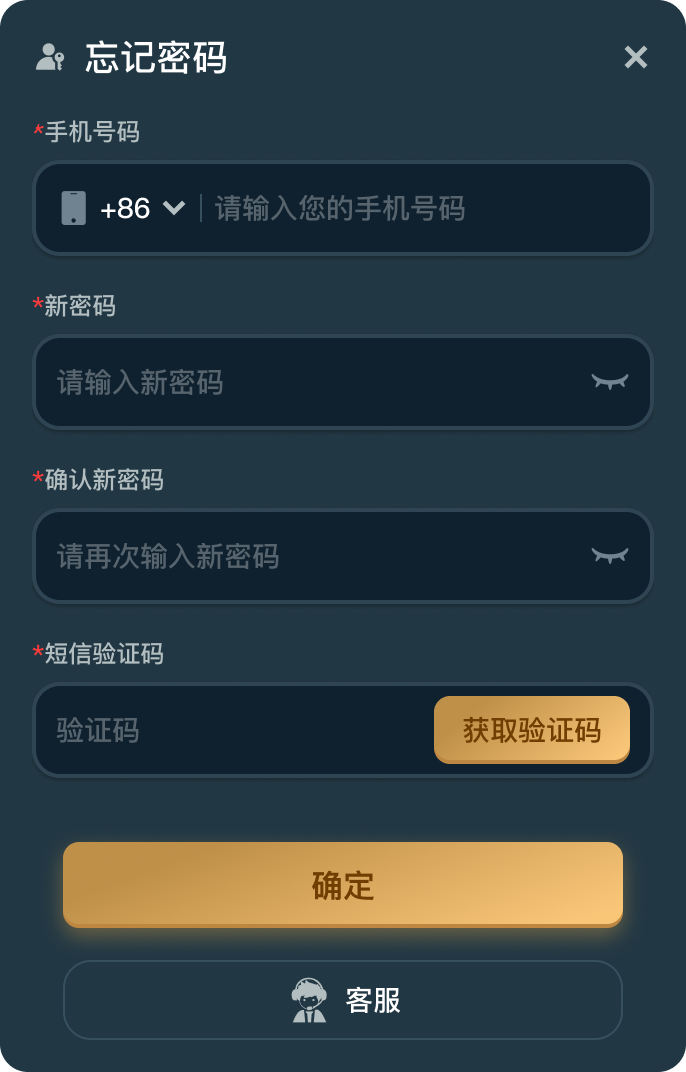 忘记密码
*手机号码
+86 请输入您的手机号码
*新密码
请输入新密码
*确认新密码
请再次输入新密码
*短信验证码
验证码 获取验证码
确定
客服